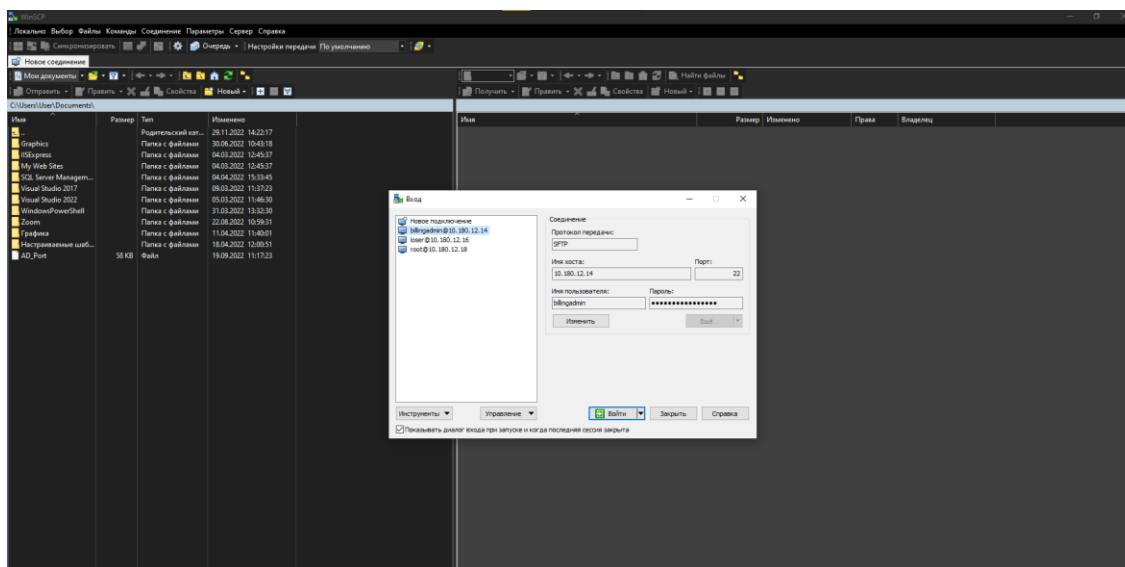 WinSCP
Локально Выбор Файлы Команды Соединение Параметры Сервер Справка
Синхронизировать Очередь Настройки передачи По умолчанию
Новое соединение
Мои документы Найти файлы
Отправить Править Свойства Новый Получить Править Свойства Новый
C:\Users\User\Documents\
Имя Размер Тип Изменено Имя Размер Изменено Права Владелец
.. Родительский кат... 29.11.2022 14:22:17
Graphics Папка с файлами 30.06.2022 10:43:18
IISExpress Папка с файлами 04.03.2022 12:45:37
My Web Sites Папка с файлами 04.03.2022 12:45:37
SQL Server Managem... Папка с файлами 04.04.2022 15:33:45
Visual Studio 2017 Папка с файлами 09.03.2022 11:37:23
Visual Studio 2022 Папка с файлами 05.03.2022 11:46:30
WindowsPowerShell Папка с файлами 31.03.2022 13:32:30
Zoom Папка с файлами 22.08.2022 10:59:31
Графика Папка с файлами 11.04.2022 11:40:01
Настраиваемые шаб... Папка с файлами 18.04.2022 12:00:51
AD_Port 58 KB Файл 19.09.2022 11:17:23
Вход
Новое подключение
billingadmin@10.180.12.14
loser@10.180.12.16
root@10.180.12.18
Соединение
Протокол передачи:
SFTP
Имя хоста: Порт:
10.180.12.14 22
Имя пользователя: Пароль:
billingadmin ••••••••••••••••
Изменить Ещё...
Инструменты Управление Войти Закрыть Справка
Показывать диалог входа при запуске и когда последняя сессия закрыта